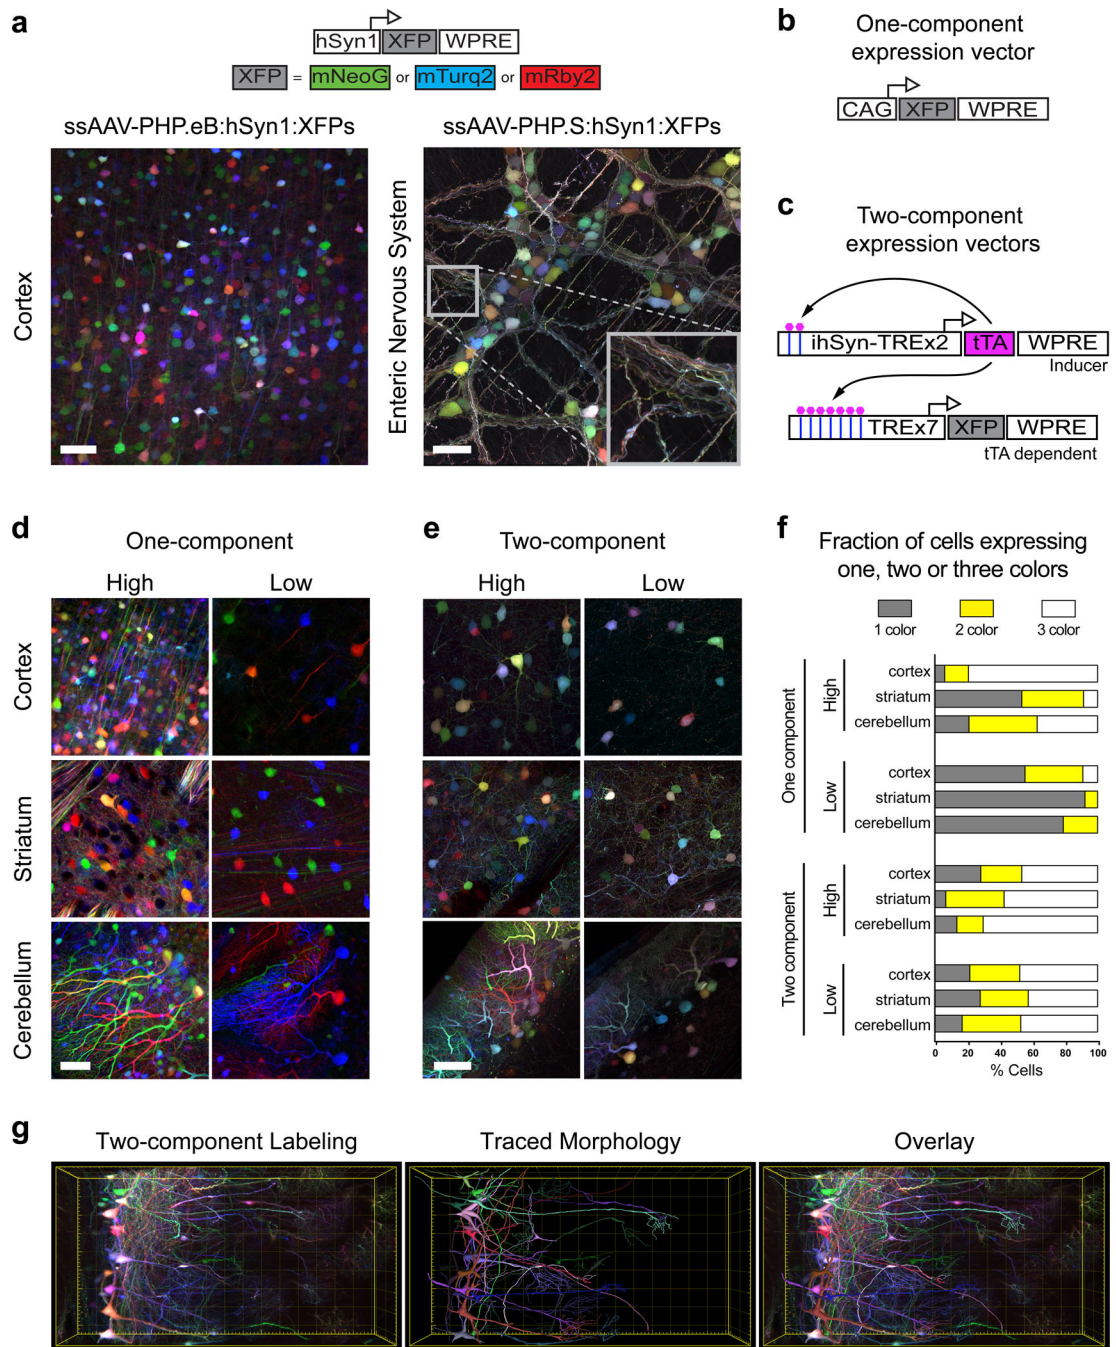 a
hSyn1 XFP WPRE
XFP = mNeoG or mTurq2 or mRby2
ssAAV-PHP.eB:hSyn1:XFPs
ssAAV-PHP.S:hSyn1:XFPs
Cortex
Enteric Nervous System
b
One-component
expression vector
CAG XFP WPRE
c
Two-component
expression vectors
ihSyn-TREx2 tTA WPRE
Inducer
TREx7 XFP WPRE
tTA dependent
d
One-component
High Low
Cortex
Striatum
Cerebellum
e
Two-component
High Low
f
Fraction of cells expressing
one, two or three colors
1 color 2 color 3 color
One component
High
cortex
striatum
cerebellum
Low
cortex
striatum
cerebellum
Two component
High
cortex
striatum
cerebellum
Low
cortex
striatum
cerebellum
0 20 40 60 80 100
% Cells
g
Two-component Labeling
Traced Morphology
Overlay